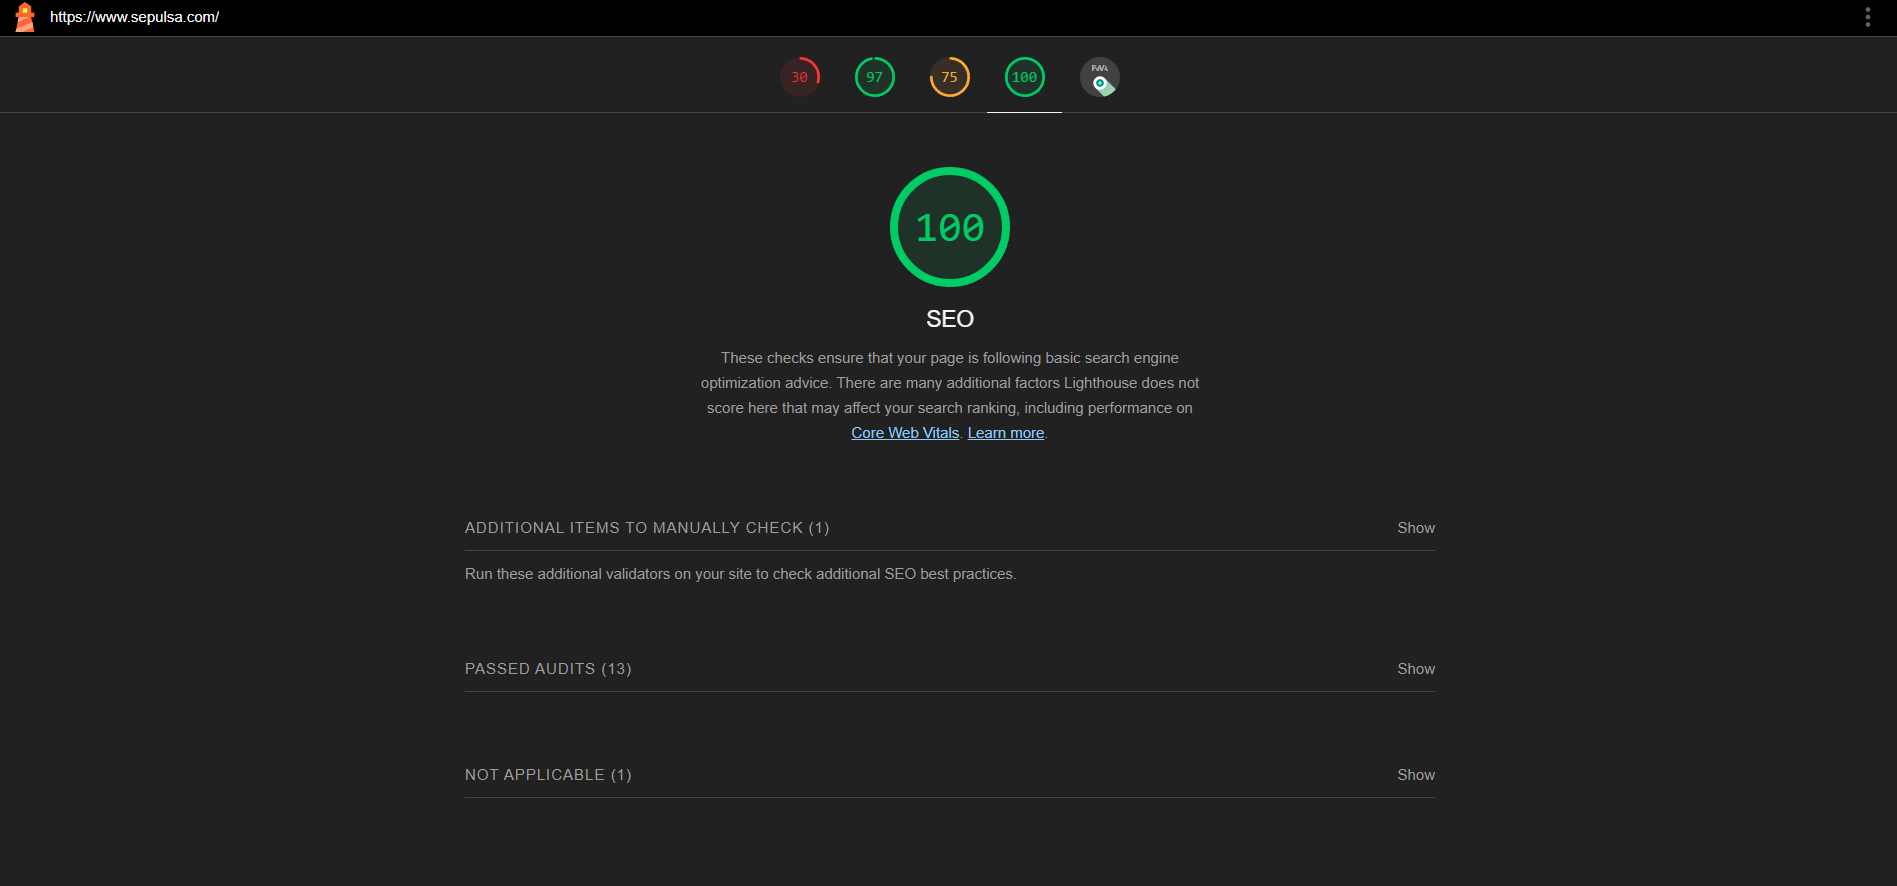 https://www.sepulsa.com/
30 97 75 100 PWA
100
SEO
These checks ensure that your page is following basic search engine
optimization advice. There are many additional factors Lighthouse does not
score here that may affect your search ranking, including performance on
Core Web Vitals. Learn more.
ADDITIONAL ITEMS TO MANUALLY CHECK (1) Show
Run these additional validators on your site to check additional SEO best practices.
PASSED AUDITS (13) Show
NOT APPLICABLE (1) Show